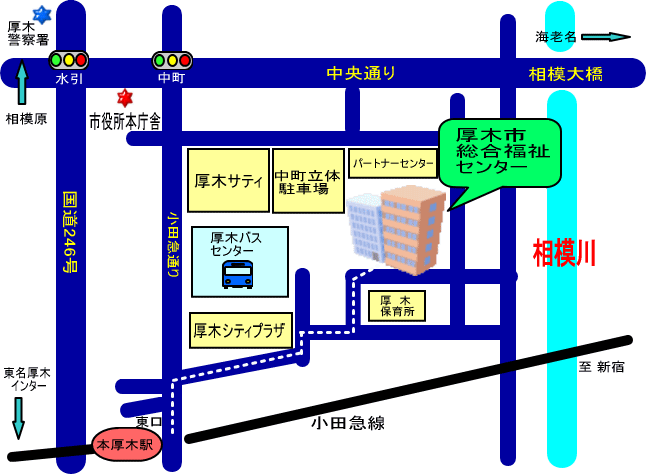 厚木
警察署
海老名
水引
中町
中央通り
相模大橋
相模原
市役所本庁舎
厚木市
総合福祉
センター
厚木サティ
中町立体
駐車場
パートナーセンター
国道246号
小田急通り
厚木バス
センター
相模川
厚木
保育所
厚木シティプラザ
東名厚木
インター
至 新宿
東口
小田急線
本厚木駅